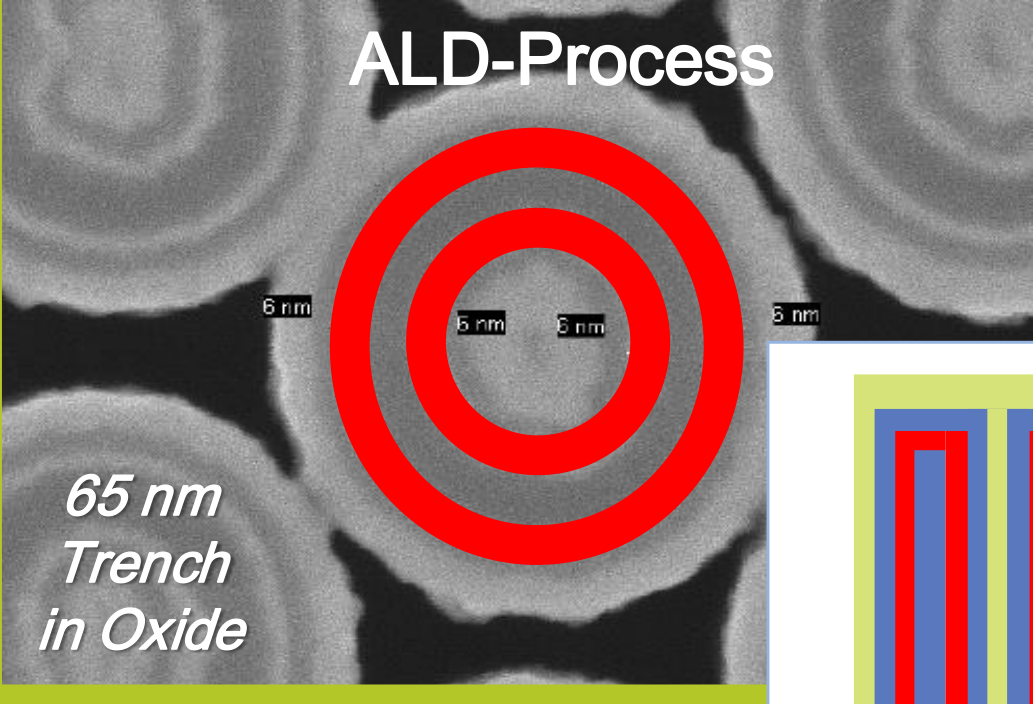 ALD-Process
6 nm
6 nm
6 nm
6 nm
65 nm
Trench
in Oxide